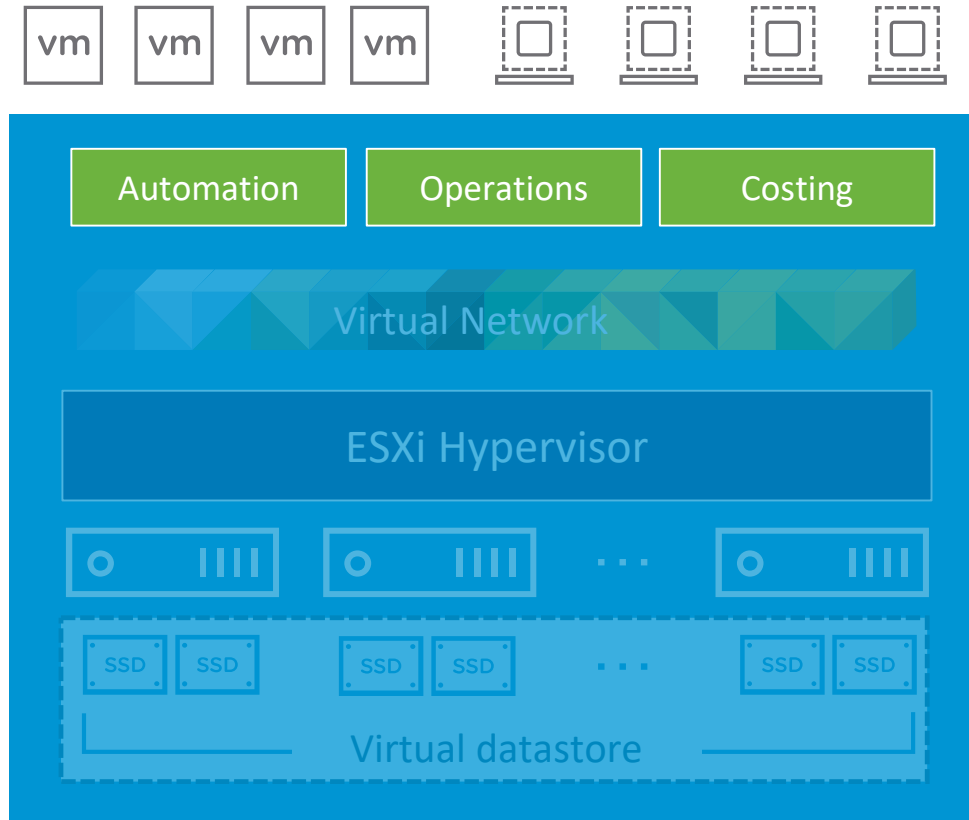 vm vm vm vm
Automation Operations Costing
Virtual Network
ESXi Hypervisor
...
SSD SSD SSD SSD ... SSD SSD
Virtual datastore